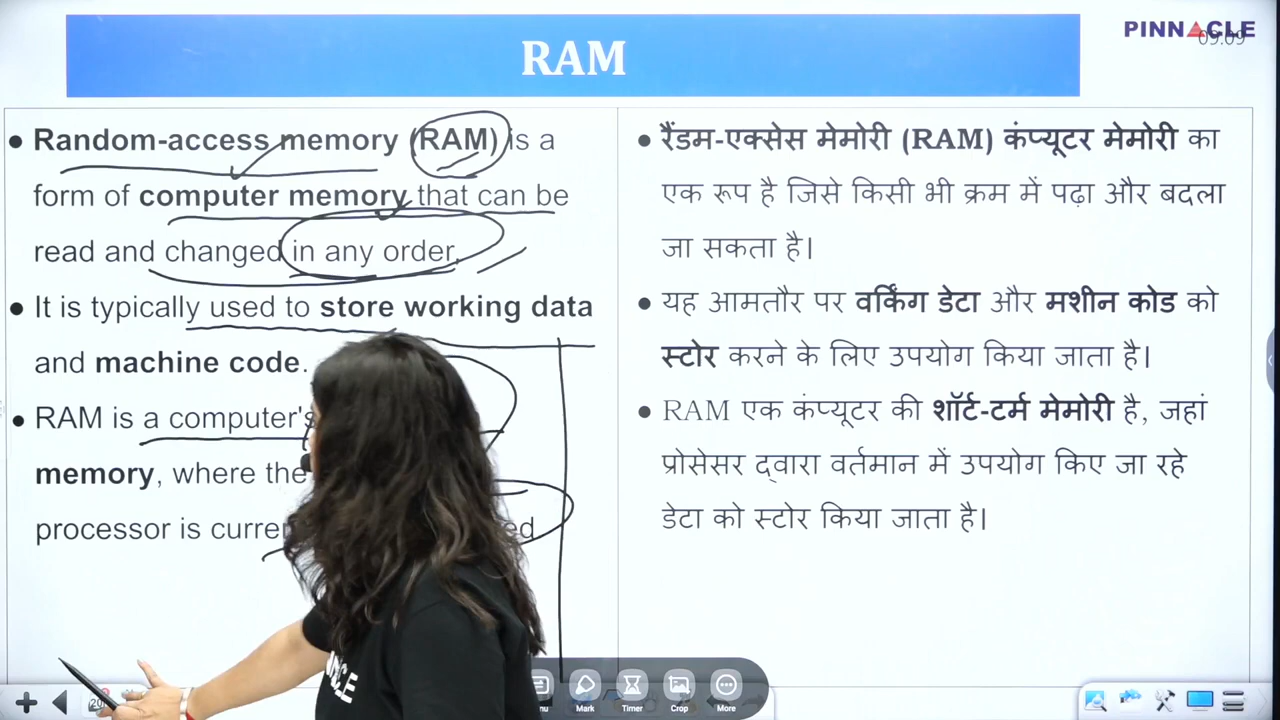 RAM
PINNACLE
09:09
● Random-access memory (RAM) is a
form of computer memory that can be
read and changed in any order,
● It is typically used to store working data
and machine code.
● RAM is a computer's
memory, where the
processor is
● रैंडम-एक्सेस मेमोरी (RAM) कंप्यूटर मेमोरी का
एक रूप है जिसे किसी भी क्रम में पढ़ा और बदला
जा सकता है।
● यह आमतौर पर वर्किंग डेटा और मशीन कोड को
स्टोर करने के लिए उपयोग किया जाता है।
● RAM एक कंप्यूटर की शॉर्ट-टर्म मेमोरी है, जहां
प्रोसेसर द्वारा वर्तमान में उपयोग किए जा रहे
डेटा को स्टोर किया जाता है।
Mark Timer Crop More